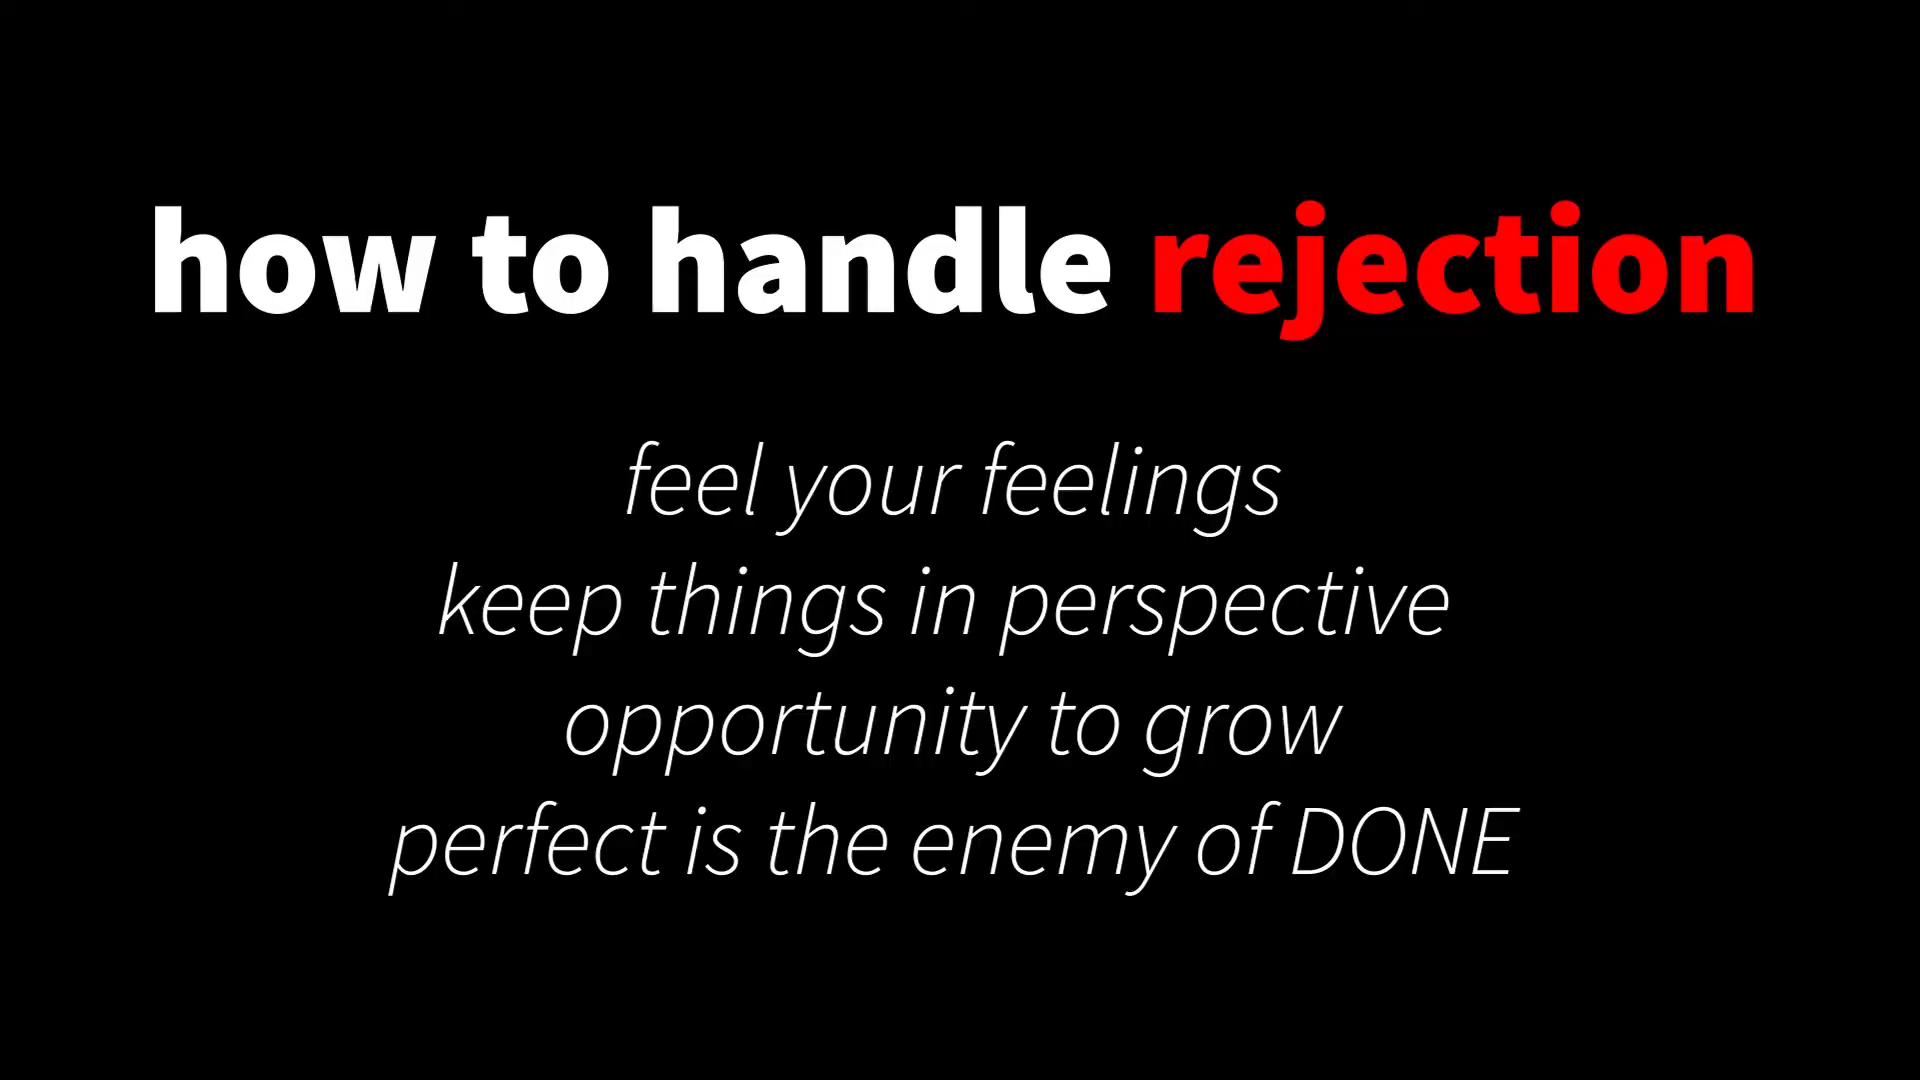 how to handle rejection
feel your feelings
keep things in perspective
opportunity to grow
perfect is the enemy of DONE